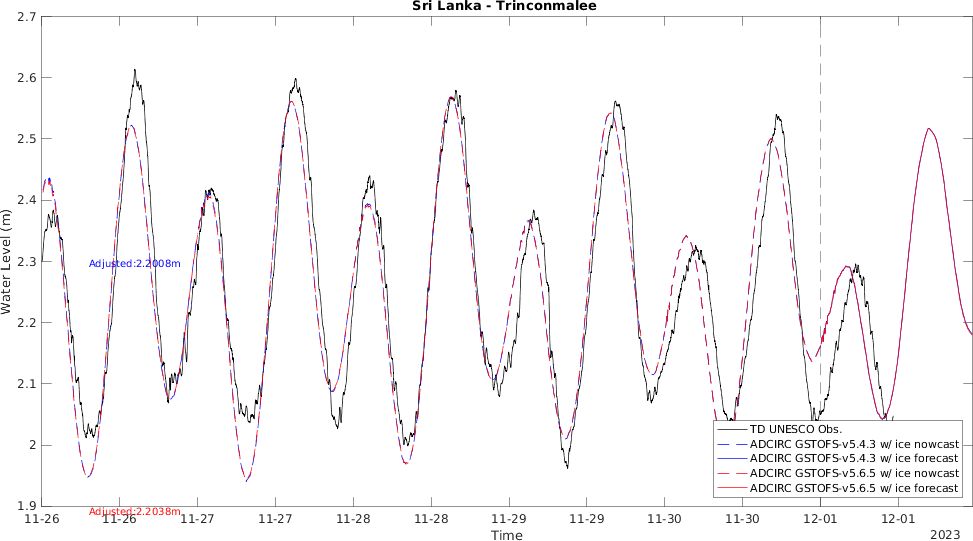 Sri Lanka - Trinconmalee
2.7
2.6
2.5
2.4
2.3
2.2
2.1
2
1.9
Water Level (m)
Adjusted:2.2008m
Adjusted:2.2038m
TD UNESCO Obs.
ADCIRC GSTOFS-v5.4.3 w/ ice nowcast
ADCIRC GSTOFS-v5.4.3 w/ ice forecast
ADCIRC GSTOFS-v5.6.5 w/ ice nowcast
ADCIRC GSTOFS-v5.6.5 w/ ice forecast
11-26 11-26 11-27 11-27 11-28 11-28 11-29 11-29 11-30 11-30 12-01 12-01
Time
2023